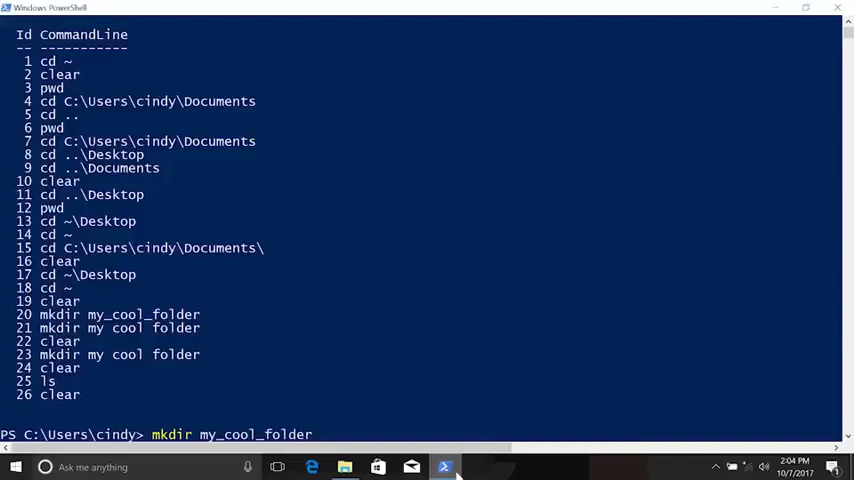 Windows PowerShell
Id CommandLine
-- -----------
1 cd ~
2 clear
3 pwd
4 cd C:\Users\cindy\Documents
5 cd ..
6 pwd
7 cd C:\Users\cindy\Documents
8 cd ..\Desktop
9 cd ..\Documents
10 clear
11 cd ..\Desktop
12 pwd
13 cd ~\Desktop
14 cd ~
15 cd C:\Users\cindy\Documents\
16 clear
17 cd ~\Desktop
18 cd ~
19 clear
20 mkdir my_cool_folder
21 mkdir my cool folder
22 clear
23 mkdir my cool folder
24 clear
25 ls
26 clear
PS C:\Users\cindy> mkdir my_cool_folder
Ask me anything
2:04 PM
10/7/2017
1